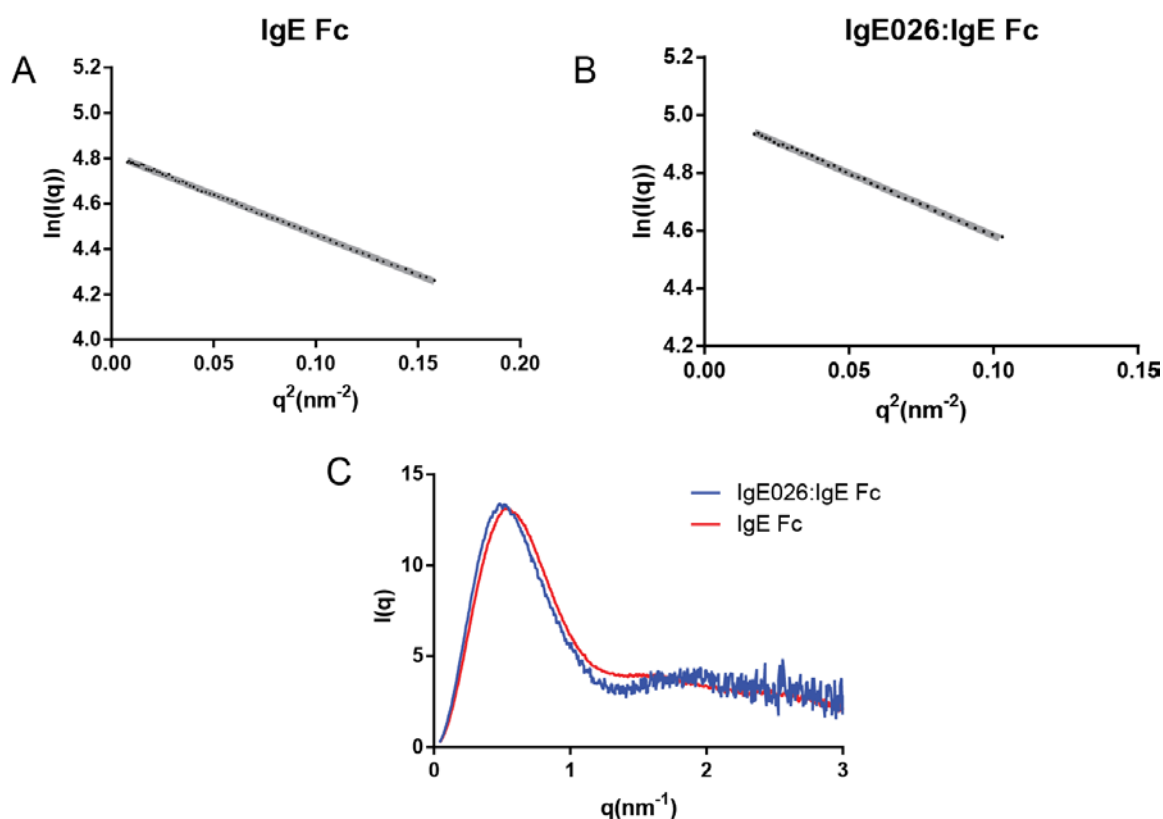 IgE Fc
IgE026:IgE Fc
A
B
5.2
5.0
4.8
4.6
4.4
4.2
4.0
ln(I(q))
0.00 0.05 0.10 0.15 0.20
q²(nm⁻²)
5.2
5.0
4.8
4.6
4.4
4.2
ln(I(q))
0.00 0.05 0.10 0.15
q²(nm⁻²)
C
15
10
5
0
I(q)
IgE026:IgE Fc
IgE Fc
0 1 2 3
q(nm⁻¹)